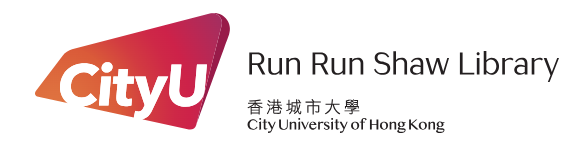 CityU
Run Run Shaw Library
香港城市大學
City University of Hong Kong